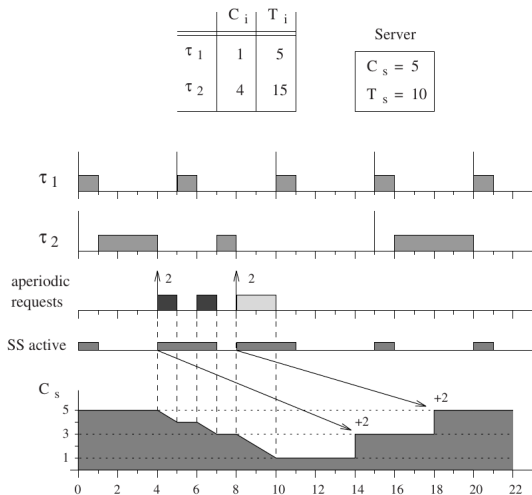 C i T i
τ 1 1 5
τ 2 4 15
Server
C s = 5
T s = 10
τ 1
τ 2
aperiodic
requests
2 2
SS active
C s
+2
+2
5
3
1
0 2 4 6 8 10 12 14 16 18 20 22